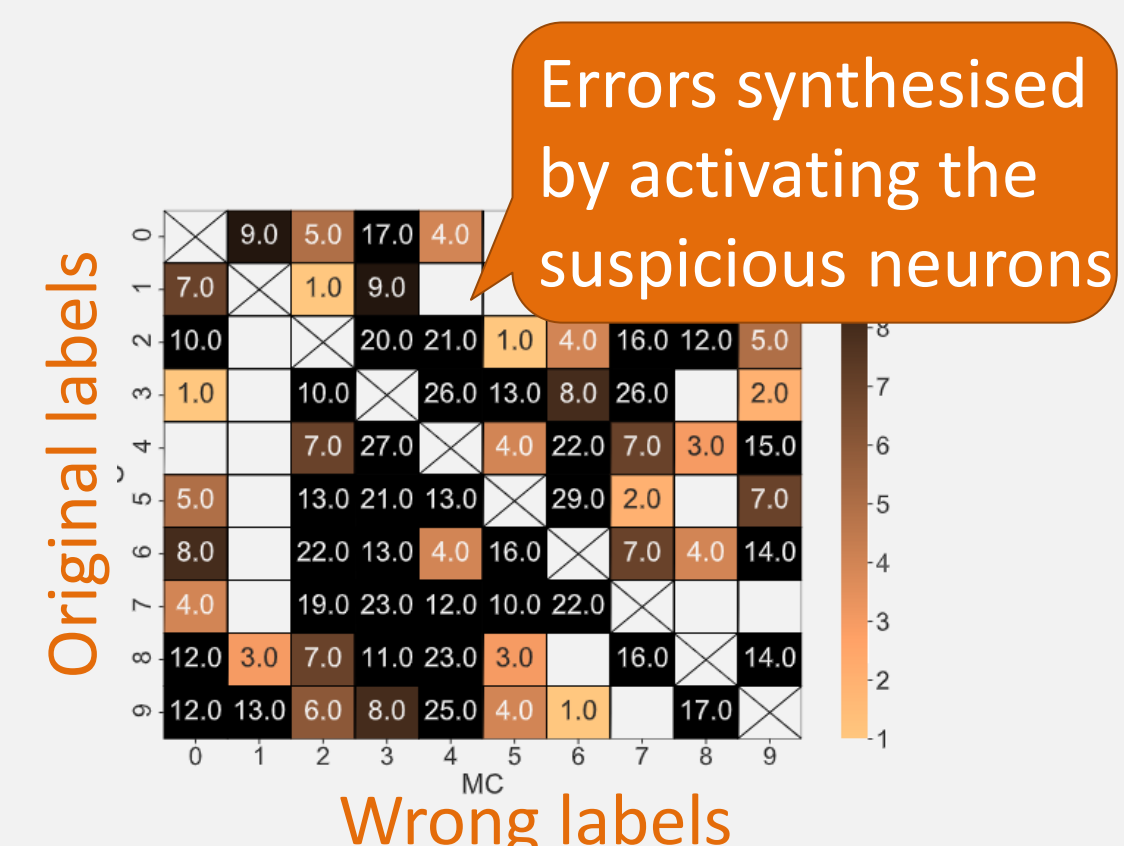 Errors synthesised
by activating the
suspicious neurons
Original labels
0 9.0 5.0 17.0 4.0
1 7.0 1.0 9.0
2 10.0 20.0 21.0 1.0 4.0 16.0 12.0 5.0
3 1.0 10.0 26.0 13.0 8.0 26.0 2.0
4 7.0 27.0 4.0 22.0 7.0 3.0 15.0
5 5.0 13.0 21.0 13.0 29.0 2.0 7.0
6 8.0 22.0 13.0 4.0 16.0 7.0 4.0 14.0
7 4.0 19.0 23.0 12.0 10.0 22.0
8 12.0 3.0 7.0 11.0 23.0 3.0 16.0 14.0
9 12.0 13.0 6.0 8.0 25.0 4.0 1.0 17.0
0 1 2 3 4 5 6 7 8 9
MC
Wrong labels
8
7
6
5
4
3
2
1